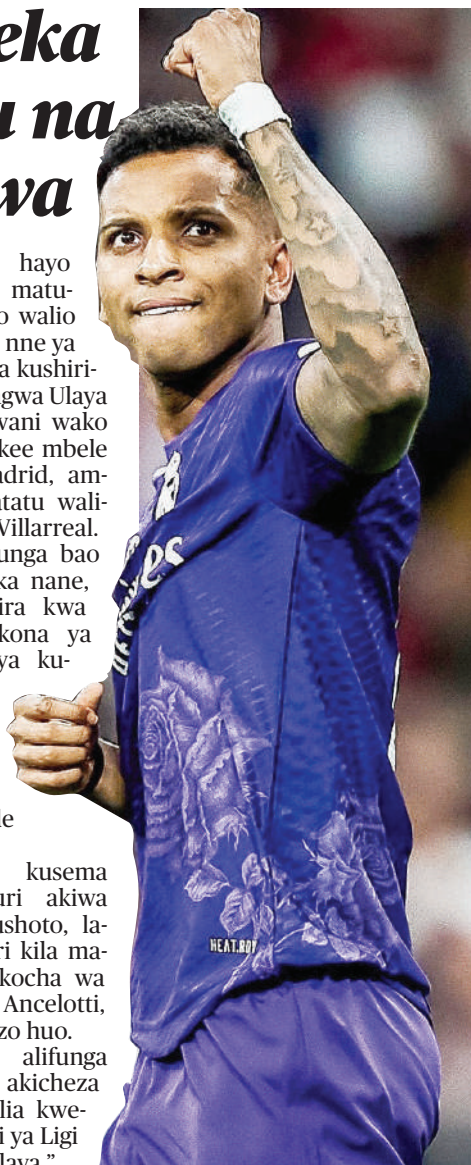 eka
u na
wa
hayo
matu-
o walio
nne ya
a kushiri-
gwa Ulaya
wani wako
kee mbele
adrid, am-
tatu wali-
Villarreal.
unga bao
ka nane,
ira kwa
kona ya
ya ku-
le
kusema
uri akiwa
ushoto, la-
ri kila ma-
kocha wa
Ancelotti,
zo huo.
alifunga
akicheza
lia kwe-
i ya Ligi
laya."
HEAT.RDY